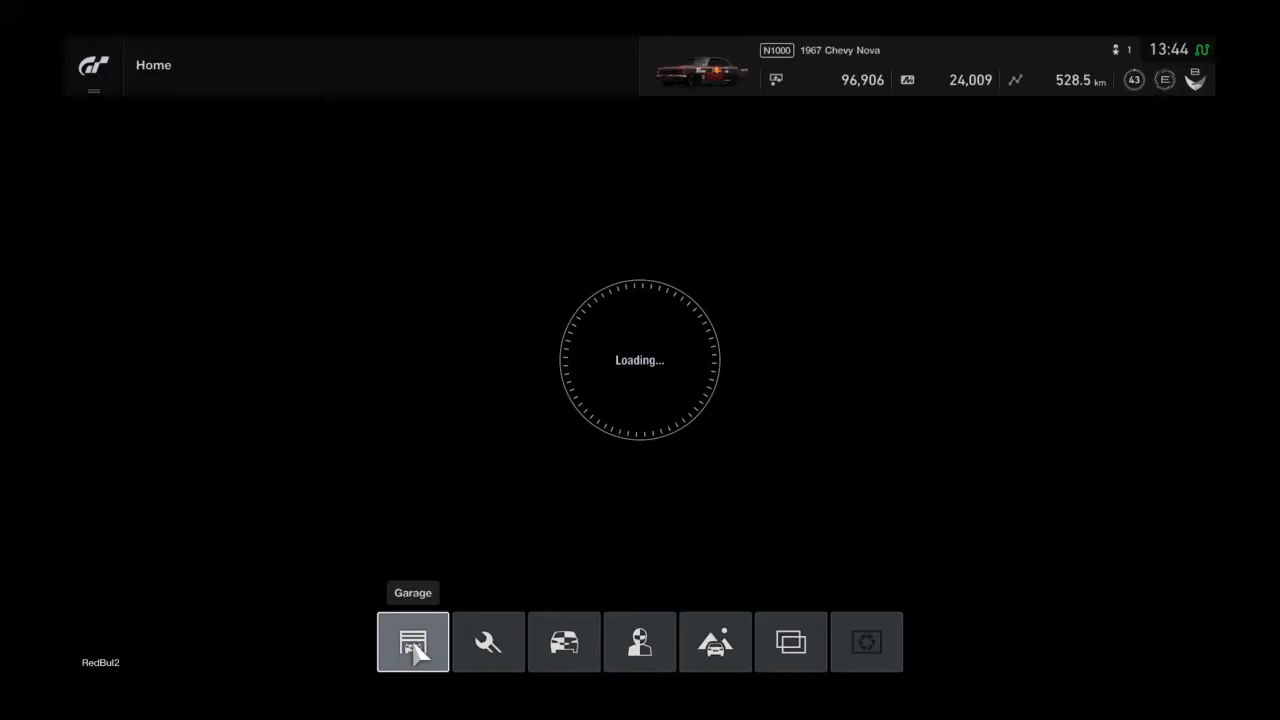 Home
N1000 1967 Chevy Nova
1 13:44
96,906 24,009 528.5 km 43 E B
Loading...
Garage
RedBul2